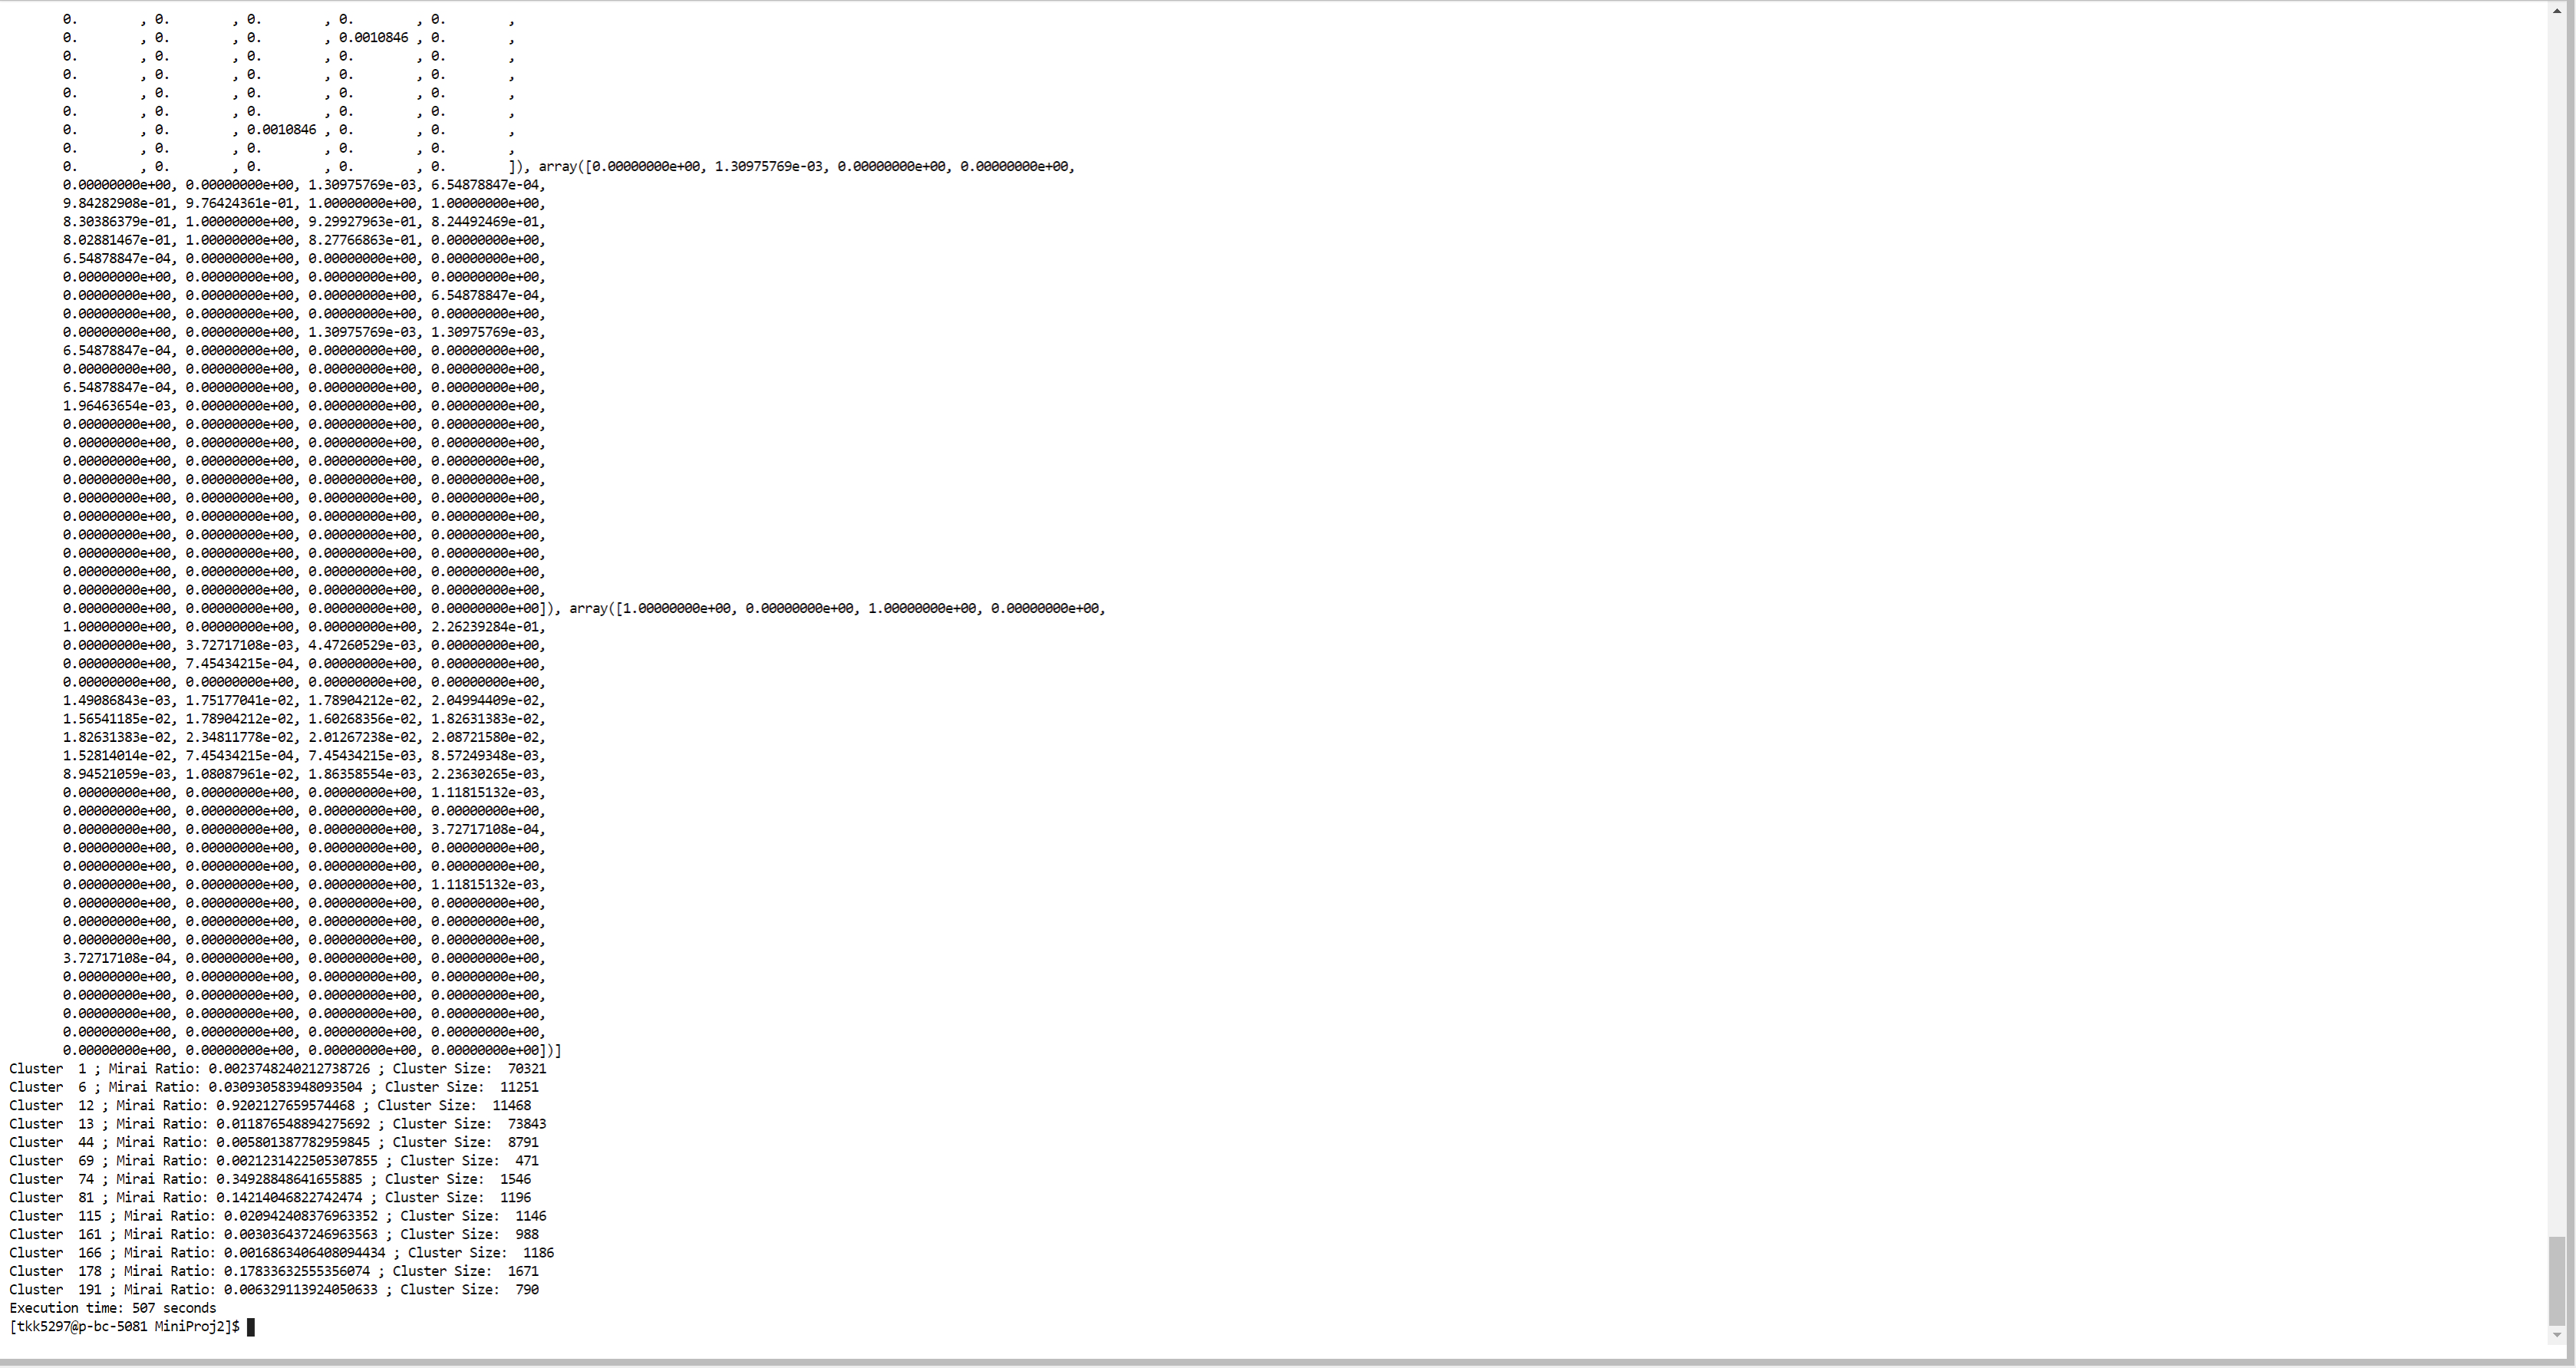 0.        , 0.        , 0.        , 0.        , 0.        ,
0.        , 0.        , 0.        , 0.0010846 , 0.        ,
0.        , 0.        , 0.        , 0.        , 0.        ,
0.        , 0.        , 0.        , 0.        , 0.        ,
0.        , 0.        , 0.        , 0.        , 0.        ,
0.        , 0.        , 0.        , 0.        , 0.        ,
0.        , 0.        , 0.0010846 , 0.        , 0.        ,
0.        , 0.        , 0.        , 0.        , 0.        ,
0.        , 0.        , 0.        , 0.        , 0.        ]), array([0.00000000e+00, 1.30975769e-03, 0.00000000e+00, 0.00000000e+00,
0.00000000e+00, 0.00000000e+00, 1.30975769e-03, 6.54878847e-04,
9.84282908e-01, 9.76424361e-01, 1.00000000e+00, 1.00000000e+00,
8.30386379e-01, 1.00000000e+00, 9.29927963e-01, 8.24492469e-01,
8.02881467e-01, 1.00000000e+00, 8.27766863e-01, 0.00000000e+00,
6.54878847e-04, 0.00000000e+00, 0.00000000e+00, 0.00000000e+00,
0.00000000e+00, 0.00000000e+00, 0.00000000e+00, 0.00000000e+00,
0.00000000e+00, 0.00000000e+00, 0.00000000e+00, 6.54878847e-04,
0.00000000e+00, 0.00000000e+00, 0.00000000e+00, 0.00000000e+00,
0.00000000e+00, 0.00000000e+00, 1.30975769e-03, 1.30975769e-03,
6.54878847e-04, 0.00000000e+00, 0.00000000e+00, 0.00000000e+00,
0.00000000e+00, 0.00000000e+00, 0.00000000e+00, 0.00000000e+00,
6.54878847e-04, 0.00000000e+00, 0.00000000e+00, 0.00000000e+00,
1.96463654e-03, 0.00000000e+00, 0.00000000e+00, 0.00000000e+00,
0.00000000e+00, 0.00000000e+00, 0.00000000e+00, 0.00000000e+00,
0.00000000e+00, 0.00000000e+00, 0.00000000e+00, 0.00000000e+00,
0.00000000e+00, 0.00000000e+00, 0.00000000e+00, 0.00000000e+00,
0.00000000e+00, 0.00000000e+00, 0.00000000e+00, 0.00000000e+00,
0.00000000e+00, 0.00000000e+00, 0.00000000e+00, 0.00000000e+00,
0.00000000e+00, 0.00000000e+00, 0.00000000e+00, 0.00000000e+00,
0.00000000e+00, 0.00000000e+00, 0.00000000e+00, 0.00000000e+00,
0.00000000e+00, 0.00000000e+00, 0.00000000e+00, 0.00000000e+00,
0.00000000e+00, 0.00000000e+00, 0.00000000e+00, 0.00000000e+00,
0.00000000e+00, 0.00000000e+00, 0.00000000e+00, 0.00000000e+00,
0.00000000e+00, 0.00000000e+00, 0.00000000e+00, 0.00000000e+00]), array([1.00000000e+00, 0.00000000e+00, 1.00000000e+00, 0.00000000e+00,
1.00000000e+00, 0.00000000e+00, 0.00000000e+00, 2.26239284e-01,
0.00000000e+00, 3.72717108e-03, 4.47260529e-03, 0.00000000e+00,
0.00000000e+00, 7.45434215e-04, 0.00000000e+00, 0.00000000e+00,
0.00000000e+00, 0.00000000e+00, 0.00000000e+00, 0.00000000e+00,
1.49086843e-03, 1.75177041e-02, 1.78904212e-02, 2.04994409e-02,
1.56541185e-02, 1.78904212e-02, 1.60268356e-02, 1.82631383e-02,
1.82631383e-02, 2.34811778e-02, 2.01267238e-02, 2.08721580e-02,
1.52814014e-02, 7.45434215e-04, 7.45434215e-03, 8.57249348e-03,
8.94521059e-03, 1.08087961e-02, 1.86358554e-03, 2.23630265e-03,
0.00000000e+00, 0.00000000e+00, 0.00000000e+00, 1.11815132e-03,
0.00000000e+00, 0.00000000e+00, 0.00000000e+00, 0.00000000e+00,
0.00000000e+00, 0.00000000e+00, 0.00000000e+00, 3.72717108e-04,
0.00000000e+00, 0.00000000e+00, 0.00000000e+00, 0.00000000e+00,
0.00000000e+00, 0.00000000e+00, 0.00000000e+00, 0.00000000e+00,
0.00000000e+00, 0.00000000e+00, 0.00000000e+00, 1.11815132e-03,
0.00000000e+00, 0.00000000e+00, 0.00000000e+00, 0.00000000e+00,
0.00000000e+00, 0.00000000e+00, 0.00000000e+00, 0.00000000e+00,
0.00000000e+00, 0.00000000e+00, 0.00000000e+00, 0.00000000e+00,
3.72717108e-04, 0.00000000e+00, 0.00000000e+00, 0.00000000e+00,
0.00000000e+00, 0.00000000e+00, 0.00000000e+00, 0.00000000e+00,
0.00000000e+00, 0.00000000e+00, 0.00000000e+00, 0.00000000e+00,
0.00000000e+00, 0.00000000e+00, 0.00000000e+00, 0.00000000e+00,
0.00000000e+00, 0.00000000e+00, 0.00000000e+00, 0.00000000e+00,
0.00000000e+00, 0.00000000e+00, 0.00000000e+00, 0.00000000e+00])]
Cluster  1 ; Mirai Ratio: 0.0023748240212738726 ; Cluster Size:  70321
Cluster  6 ; Mirai Ratio: 0.030930583948093504 ; Cluster Size:  11251
Cluster  12 ; Mirai Ratio: 0.9202127659574468 ; Cluster Size:  11468
Cluster  13 ; Mirai Ratio: 0.011876548894275692 ; Cluster Size:  73843
Cluster  44 ; Mirai Ratio: 0.005801387782959845 ; Cluster Size:  8791
Cluster  69 ; Mirai Ratio: 0.0021231422505307855 ; Cluster Size:  471
Cluster  74 ; Mirai Ratio: 0.34928848641655885 ; Cluster Size:  1546
Cluster  81 ; Mirai Ratio: 0.14214046822742474 ; Cluster Size:  1196
Cluster  115 ; Mirai Ratio: 0.020942408376963352 ; Cluster Size:  1146
Cluster  161 ; Mirai Ratio: 0.003036437246963563 ; Cluster Size:  988
Cluster  166 ; Mirai Ratio: 0.0016863406408094434 ; Cluster Size:  1186
Cluster  178 ; Mirai Ratio: 0.17833632555356074 ; Cluster Size:  1671
Cluster  191 ; Mirai Ratio: 0.006329113924050633 ; Cluster Size:  790
Execution time: 507 seconds
[tkk5297@p-bc-5081 MiniProj2]$